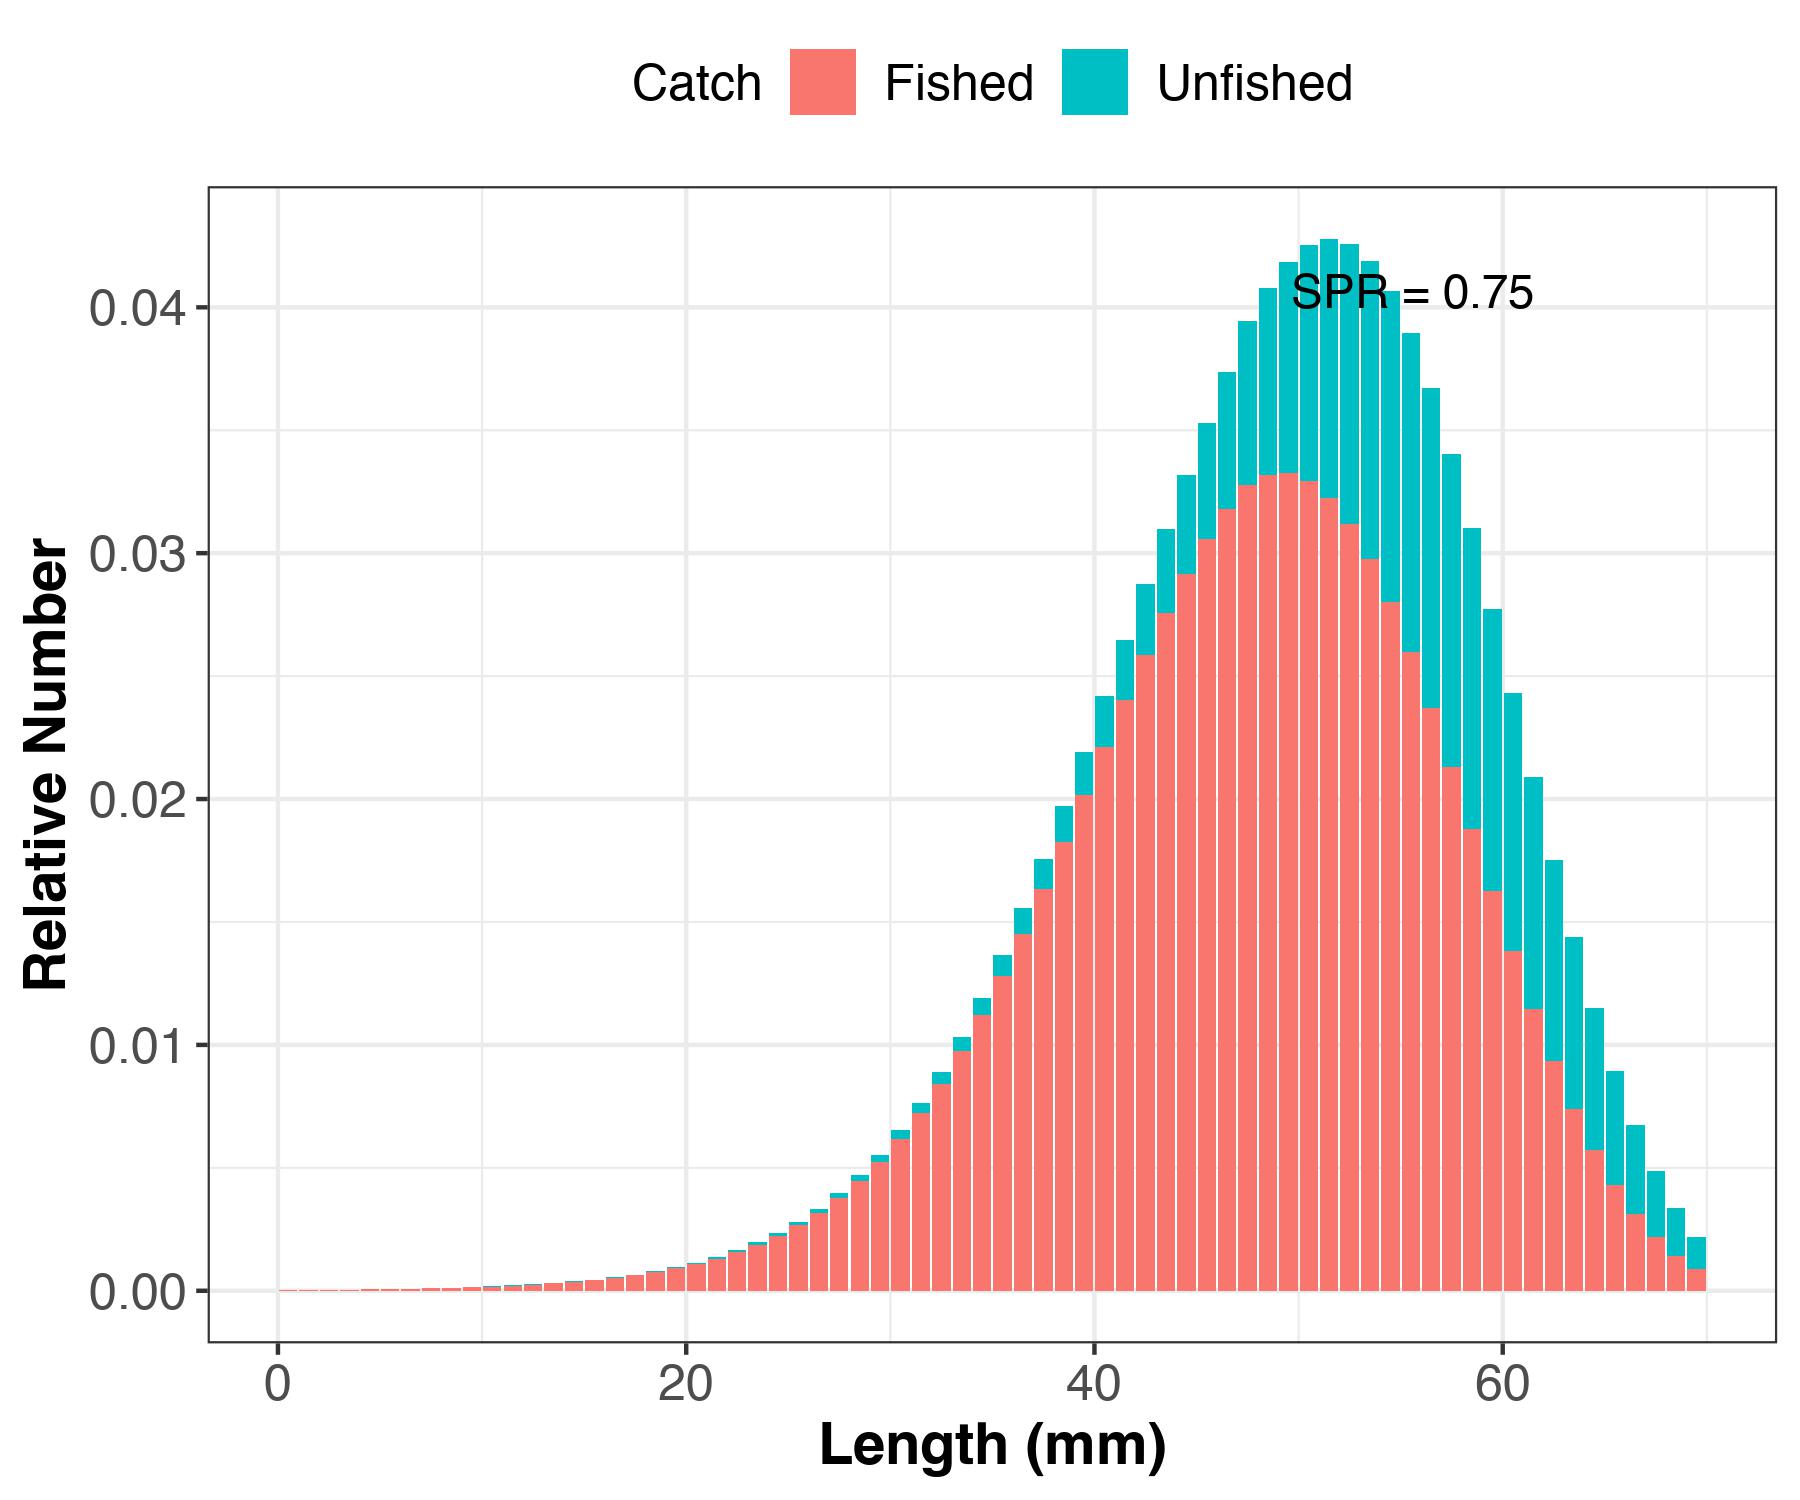 Catch Fished Unfished
SPR = 0.75
0.04
0.03
0.02
0.01
0.00
Relative Number
0 20 40 60
Length (mm)